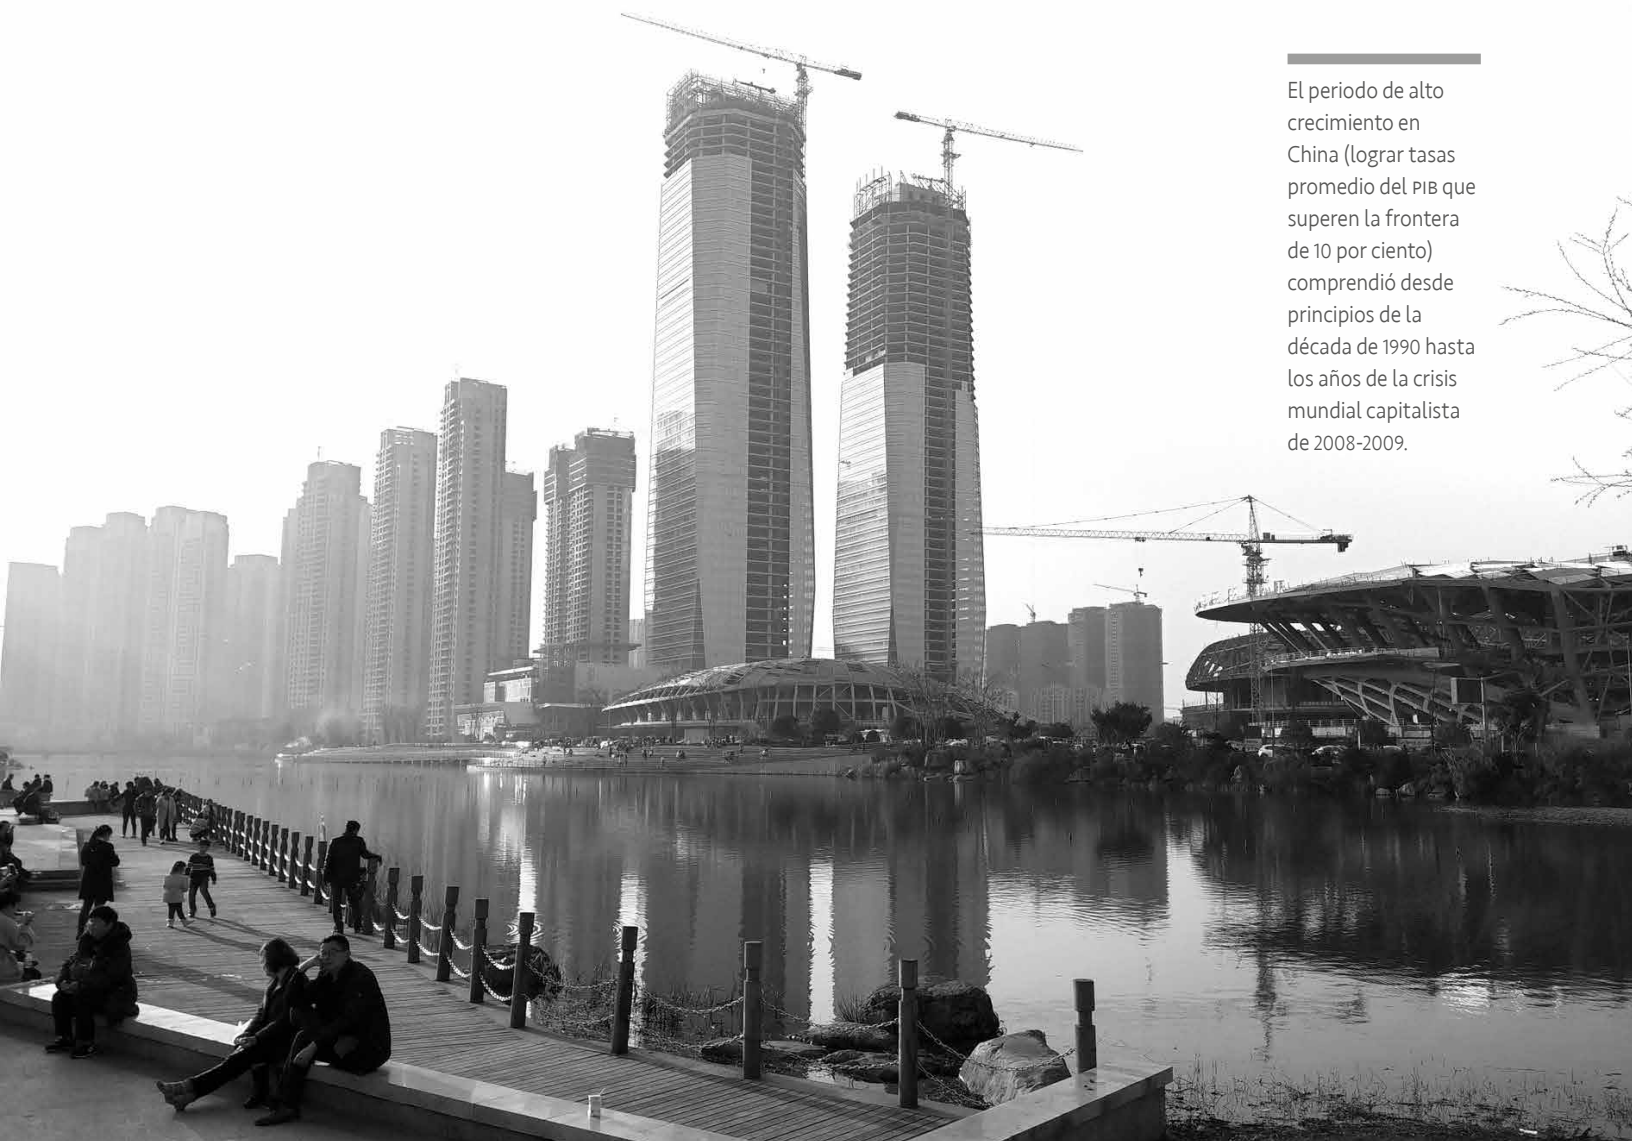 El periodo de alto
crecimiento en
China (lograr tasas
promedio del PIB que
superen la frontera
de 10 por ciento)
comprendió desde
principios de la
década de 1990 hasta
los años de la crisis
mundial capitalista
de 2008-2009.